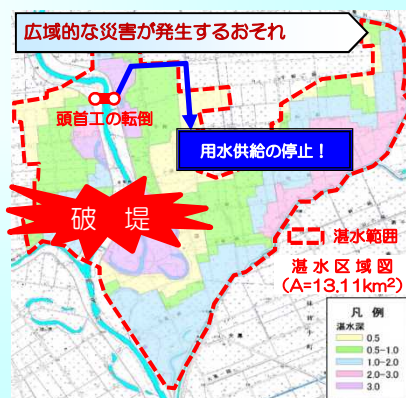 広域的な災害が発生するおそれ
頭首工の転倒
用水供給の停止！
破 堤
湛水範囲
湛水区域図
(A=13.11km²)
凡 例
湛水深
0.5
0.5-1.0
1.0-2.0
2.0-3.0
3.0